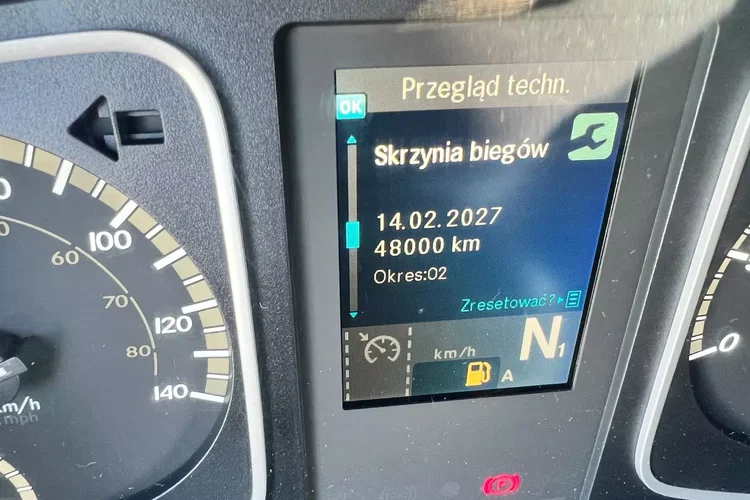 Przegląd techn.
OK
Skrzynia biegów
14.02.2027
48000 km
Okres:02
Zresetować?
km/h
N1
A
P
100
60
70
120
80
140
km/h
mph
0